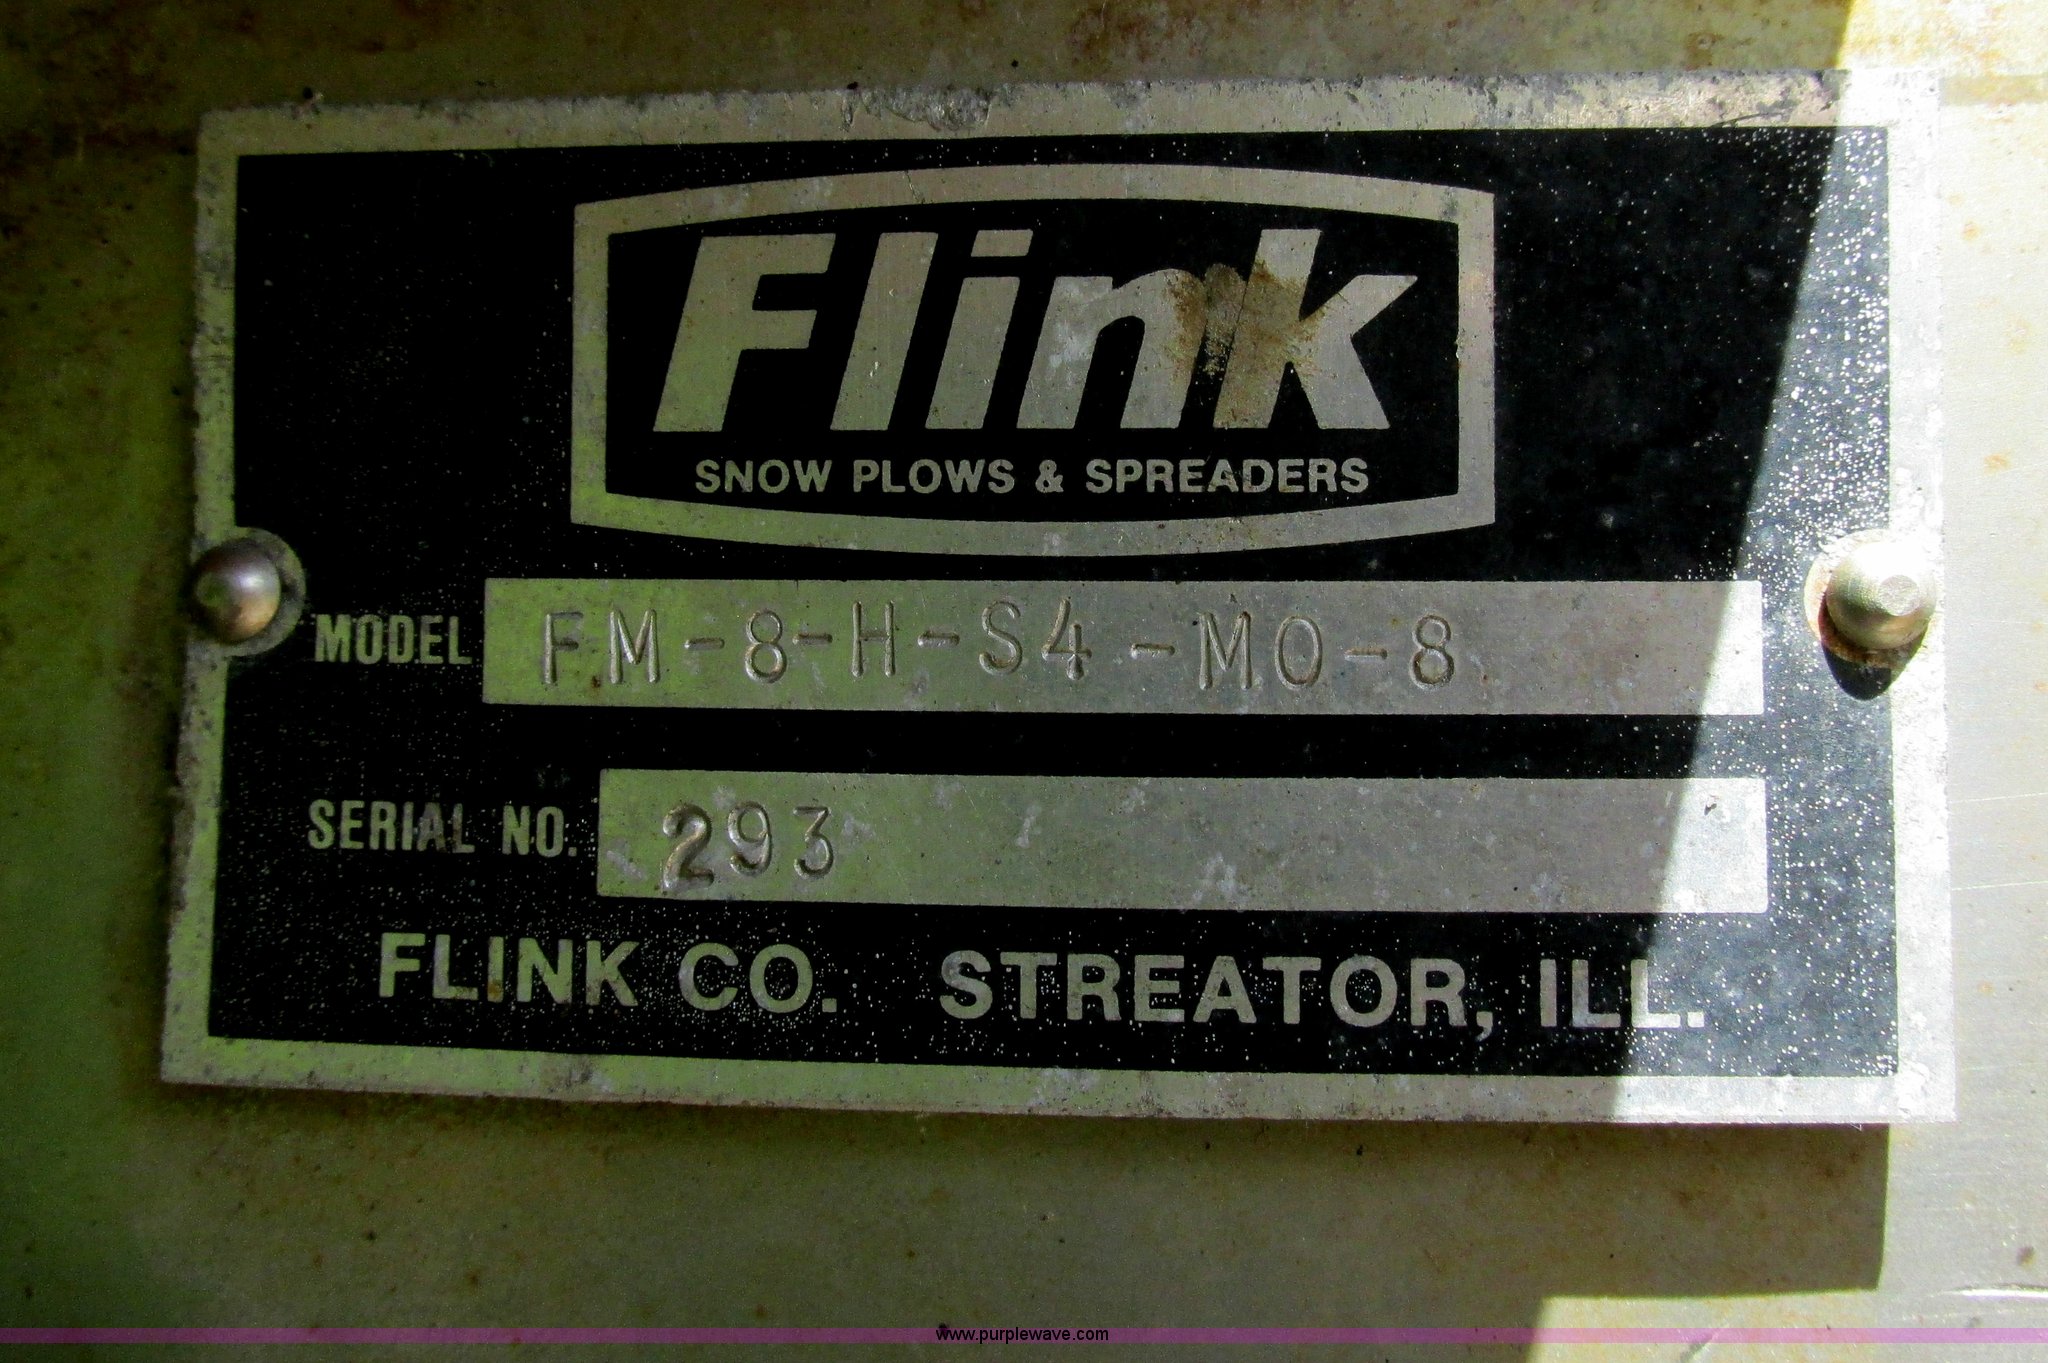 Flink
SNOW PLOWS & SPREADERS
MODEL FM-8-H-S4-MO-8
SERIAL NO. 293
FLINK CO. STREATOR, ILL.
www.purplewave.com